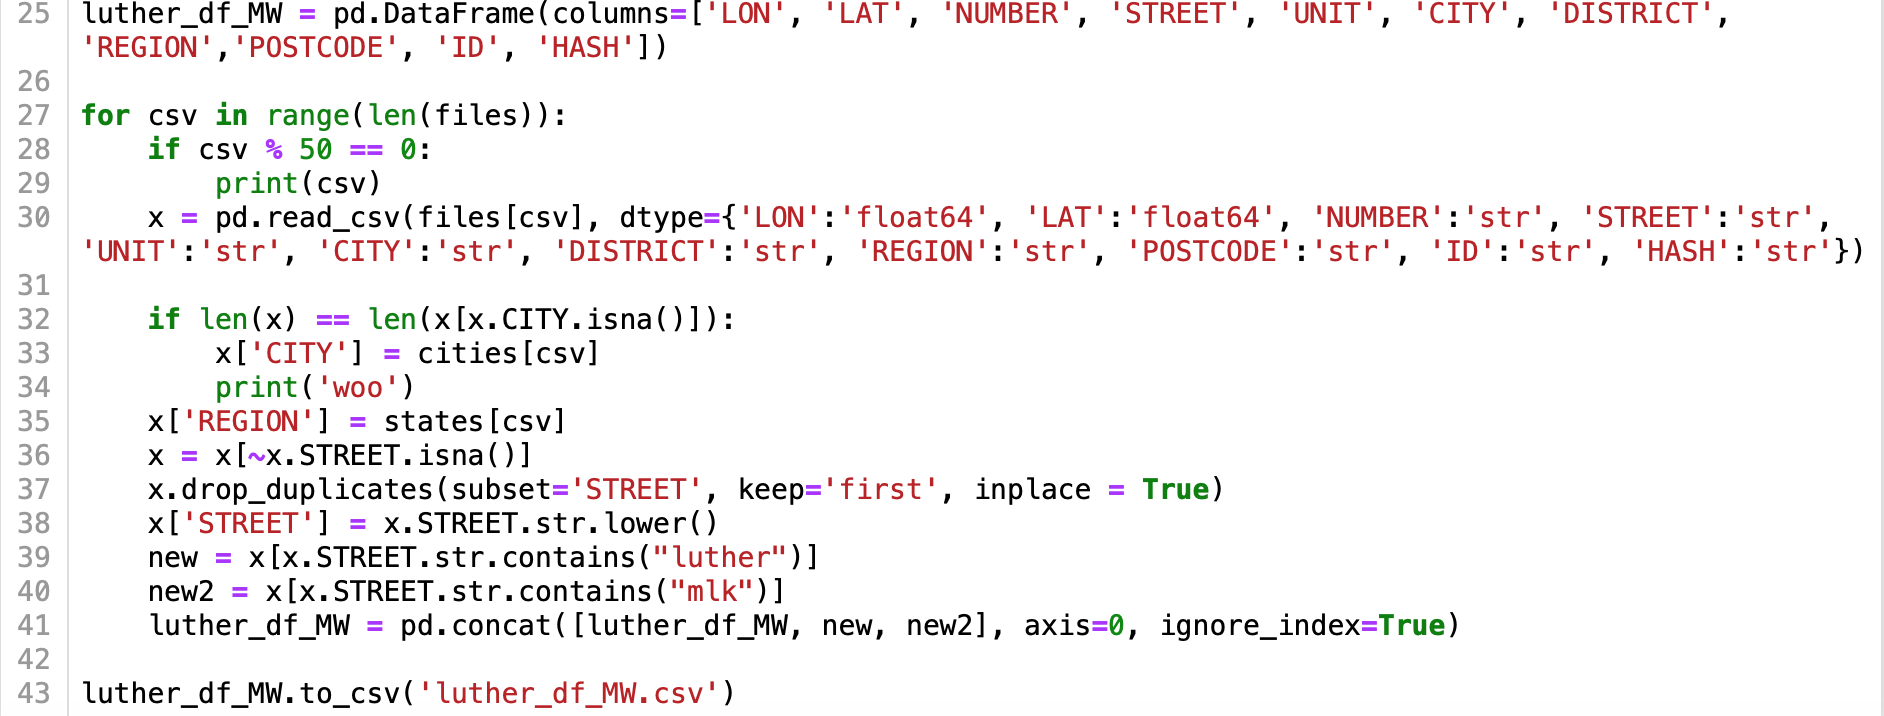 25 luther_df_MW = pd.DataFrame(columns=['LON', 'LAT', 'NUMBER', 'STREET', 'UNIT', 'CITY', 'DISTRICT',
'REGION','POSTCODE', 'ID', 'HASH'])
26
27 for csv in range(len(files)):
28     if csv % 50 == 0:
29         print(csv)
30     x = pd.read_csv(files[csv], dtype={'LON':'float64', 'LAT':'float64', 'NUMBER':'str', 'STREET':'str',
'UNIT':'str', 'CITY':'str', 'DISTRICT':'str', 'REGION':'str', 'POSTCODE':'str', 'ID':'str', 'HASH':'str'})
31
32     if len(x) == len(x[x.CITY.isna()]):
33         x['CITY'] = cities[csv]
34         print('woo')
35     x['REGION'] = states[csv]
36     x = x[~x.STREET.isna()]
37     x.drop_duplicates(subset='STREET', keep='first', inplace = True)
38     x['STREET'] = x.STREET.str.lower()
39     new = x[x.STREET.str.contains("luther")]
40     new2 = x[x.STREET.str.contains("mlk")]
41     luther_df_MW = pd.concat([luther_df_MW, new, new2], axis=0, ignore_index=True)
42
43 luther_df_MW.to_csv('luther_df_MW.csv')